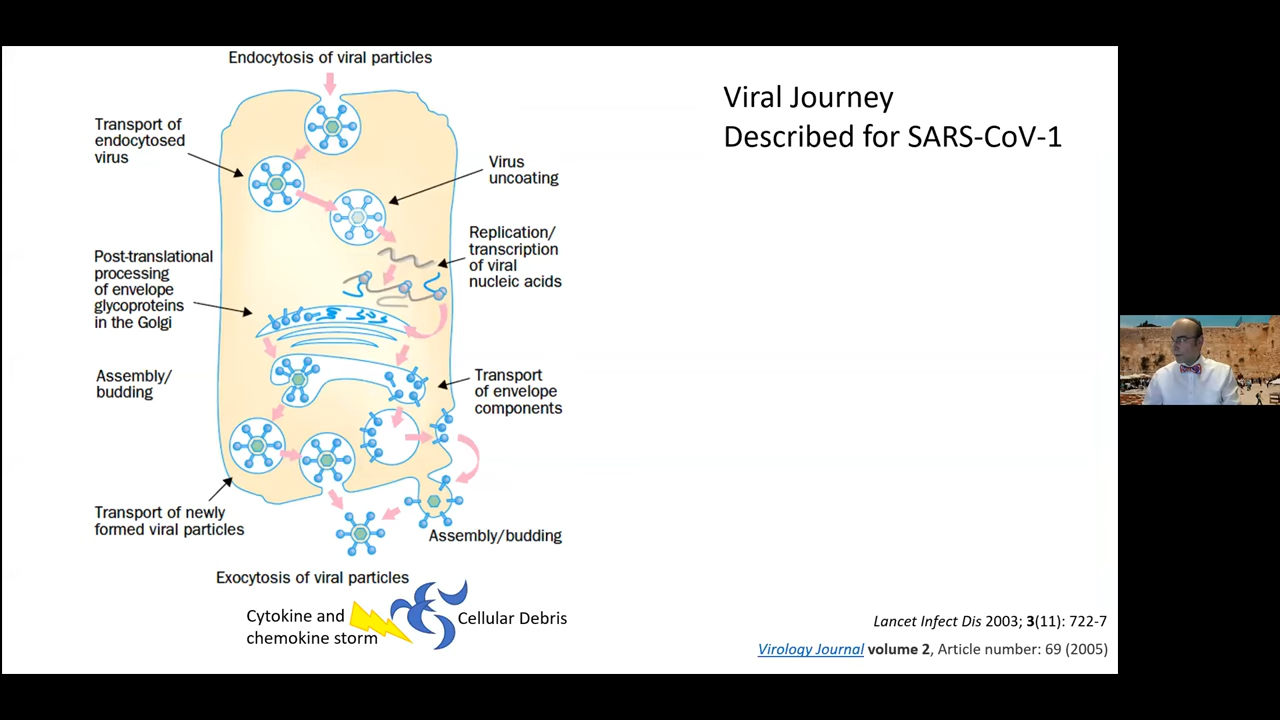 Endocytosis of viral particles
Viral Journey
Described for SARS-CoV-1
Transport of
endocytosed
virus
Virus
uncoating
Replication/
transcription
of viral
nucleic acids
Post-translational
processing
of envelope
glycoproteins
in the Golgi
Assembly/
budding
Transport
of envelope
components
Transport of newly
formed viral particles
Assembly/budding
Exocytosis of viral particles
Cytokine and
chemokine storm
Cellular Debris
Lancet Infect Dis 2003; 3(11): 722-7
Virology Journal volume 2, Article number: 69 (2005)